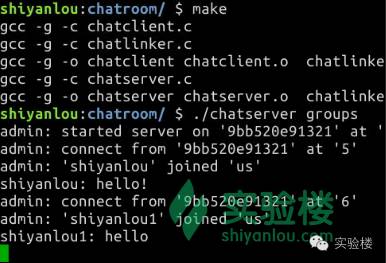 shiyanlou:chatroom/ $ make
gcc -g -c chatclient.c
gcc -g -c chatlinker.c
gcc -g -o chatclient chatclient.o  chatlinke
gcc -g -c chatserver.c
gcc -g -o chatserver chatserver.o  chatlinke
shiyanlou:chatroom/ $ ./chatserver groups
admin: started server on '9bb520e91321' at '
admin: connect from '9bb520e91321' at '5'
admin: 'shiyanlou' joined 'us'
shiyanlou: hello!
admin: connect from '9bb520e91321' at '6'
admin: 'shiyanlou1' joined 'us'
shiyanlou1: hello
实验楼
shiyanlou.com
实验楼